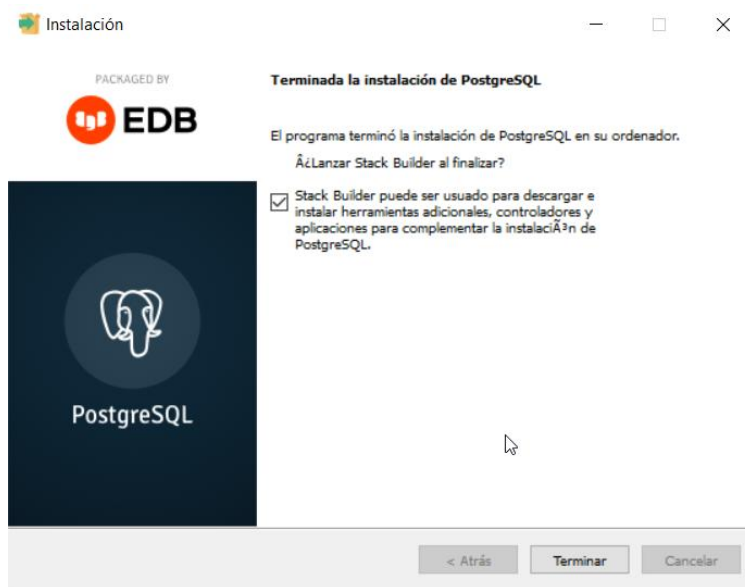 Instalación
PACKAGED BY
EDB
Terminada la instalación de PostgreSQL
El programa terminó la instalación de PostgreSQL en su ordenador.
Â¿Lanzar Stack Builder al finalizar?
Stack Builder puede ser usado para descargar e
instalar herramientas adicionales, controladores y
aplicaciones para complementar la instalaciÃ³n de
PostgreSQL.
PostgreSQL
< Atrás
Terminar
Cancelar